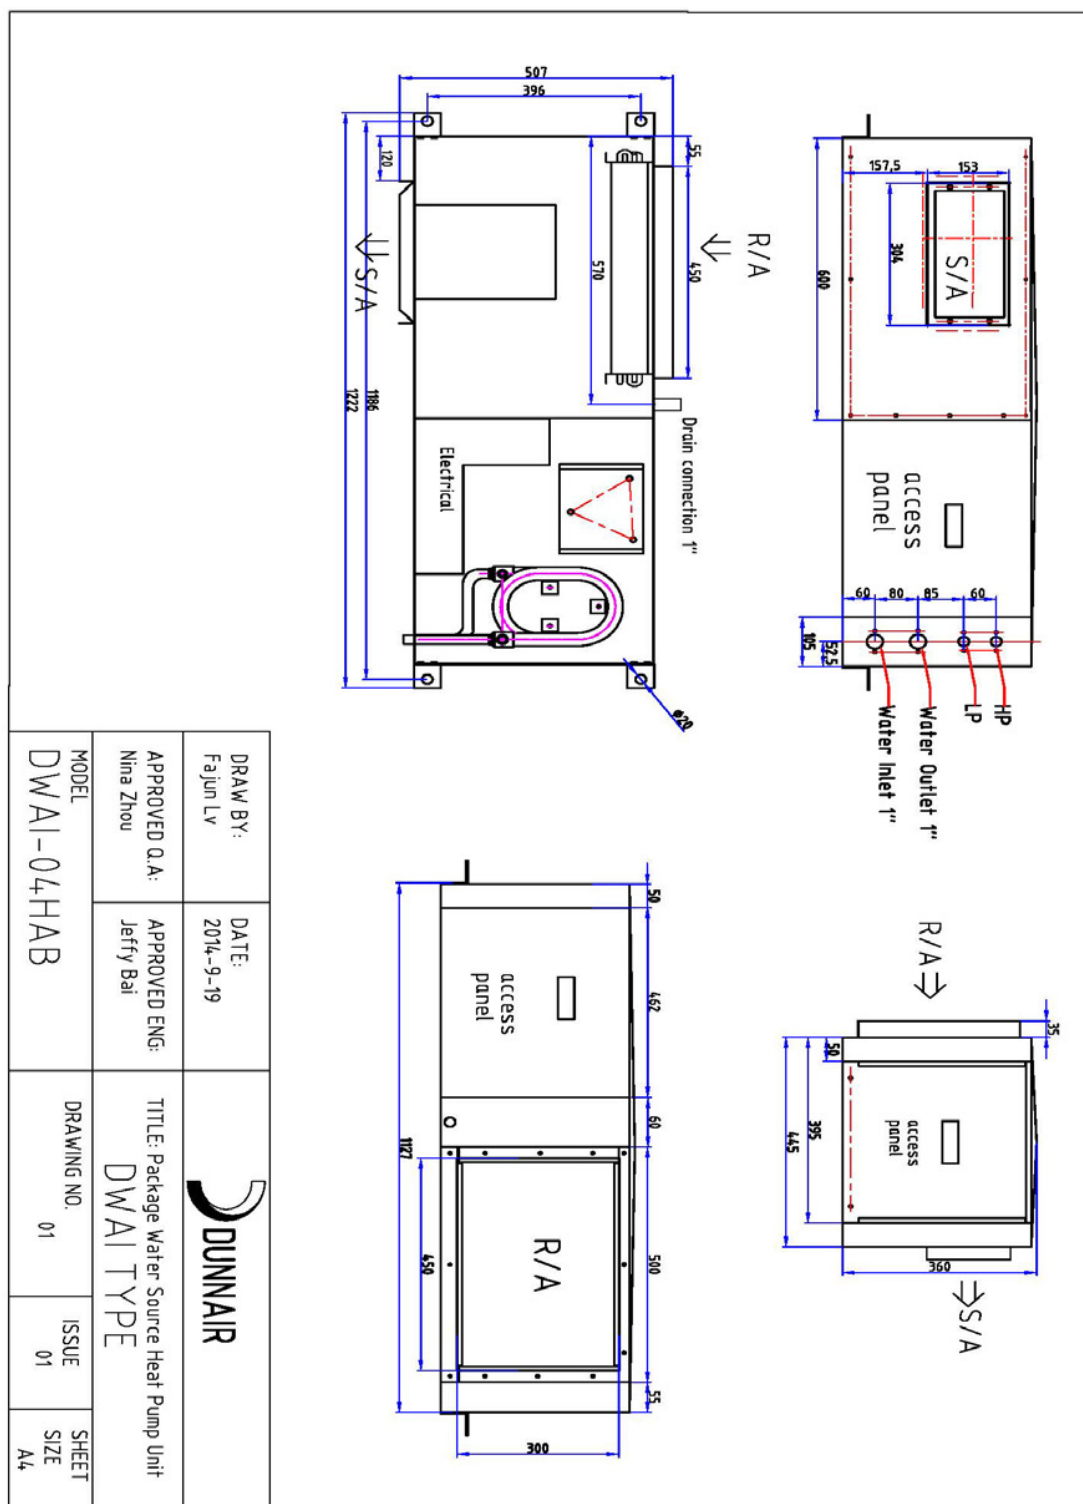 507
396
120
55
R/A
450
570
S/A
1186
1222
Drain connection 1"
Electrical
ø20
157,5
153
304
S/A
600
access
panel
60
80
85
60
105
52.5
HP
LP
Water Outlet 1"
Water Inlet 1"
50
462
access
panel
60
1127
500
450
R/A
55
300
R/A
35
50
access
panel
395
445
360
S/A
DRAW BY:
Fajun Lv
DATE:
2014-9-19
DUNNAIR
APPROVED Q.A:
Nina Zhou
APPROVED ENG:
Jeffy Bai
TITLE: Package Water Source Heat Pump Unit
DWAI TYPE
MODEL
DWAI-04HAB
DRAWING NO.
01
ISSUE
01
SHEET
SIZE
A4